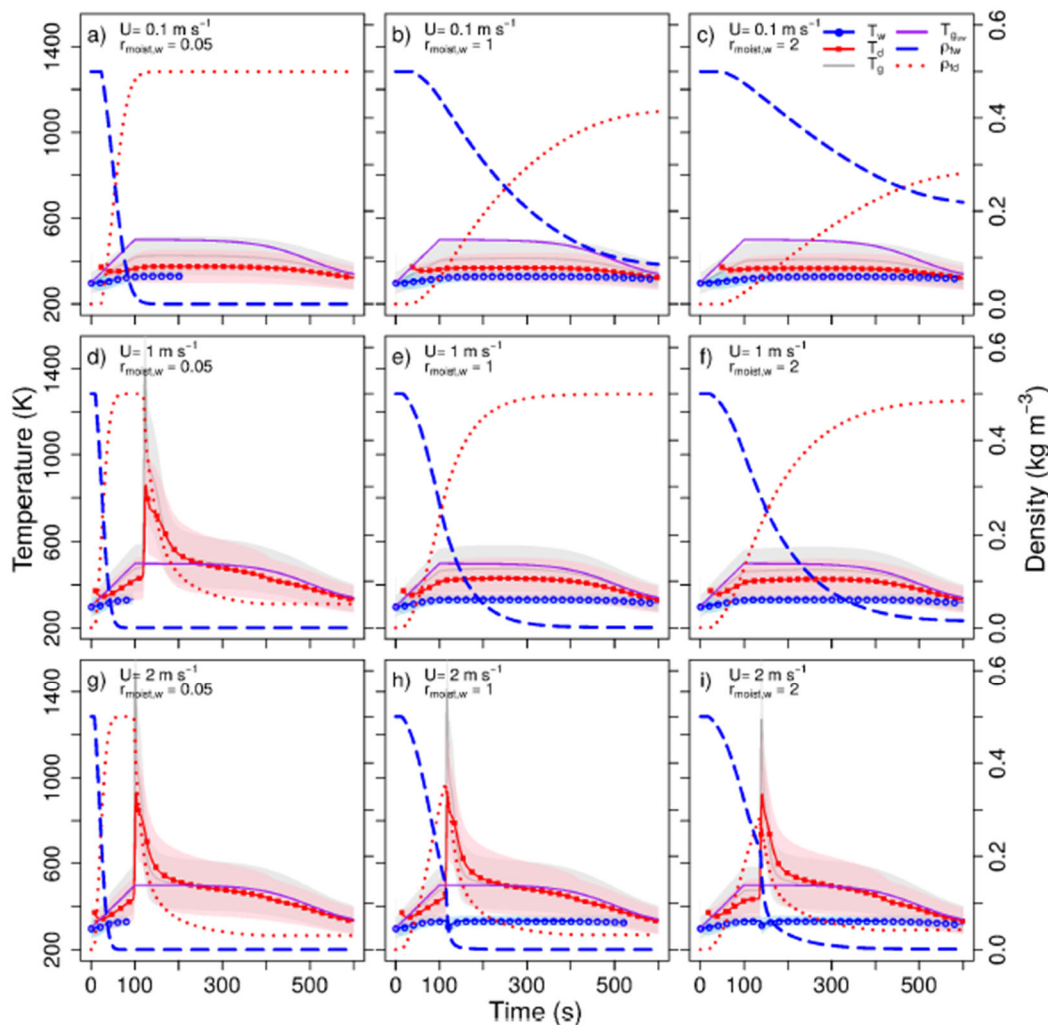 a) U= 0.1 m s⁻¹
r_moist,w = 0.05
b) U= 0.1 m s⁻¹
r_moist,w = 1
c) U= 0.1 m s⁻¹
r_moist,w = 2
T_w
T_d
T_g
T_g∞
ρ_fw
ρ_fd
1400
1000
600
200
0.6
0.4
0.2
0.0
d) U= 1 m s⁻¹
r_moist,w = 0.05
e) U= 1 m s⁻¹
r_moist,w = 1
f) U= 1 m s⁻¹
r_moist,w = 2
1400
1000
600
200
0.6
0.4
0.2
0.0
Temperature (K)
Density (kg m⁻³)
g) U= 2 m s⁻¹
r_moist,w = 0.05
h) U= 2 m s⁻¹
r_moist,w = 1
i) U= 2 m s⁻¹
r_moist,w = 2
1400
1000
600
200
0.6
0.4
0.2
0.0
0 100 300 500
0 100 300 500
0 100 300 500
Time (s)